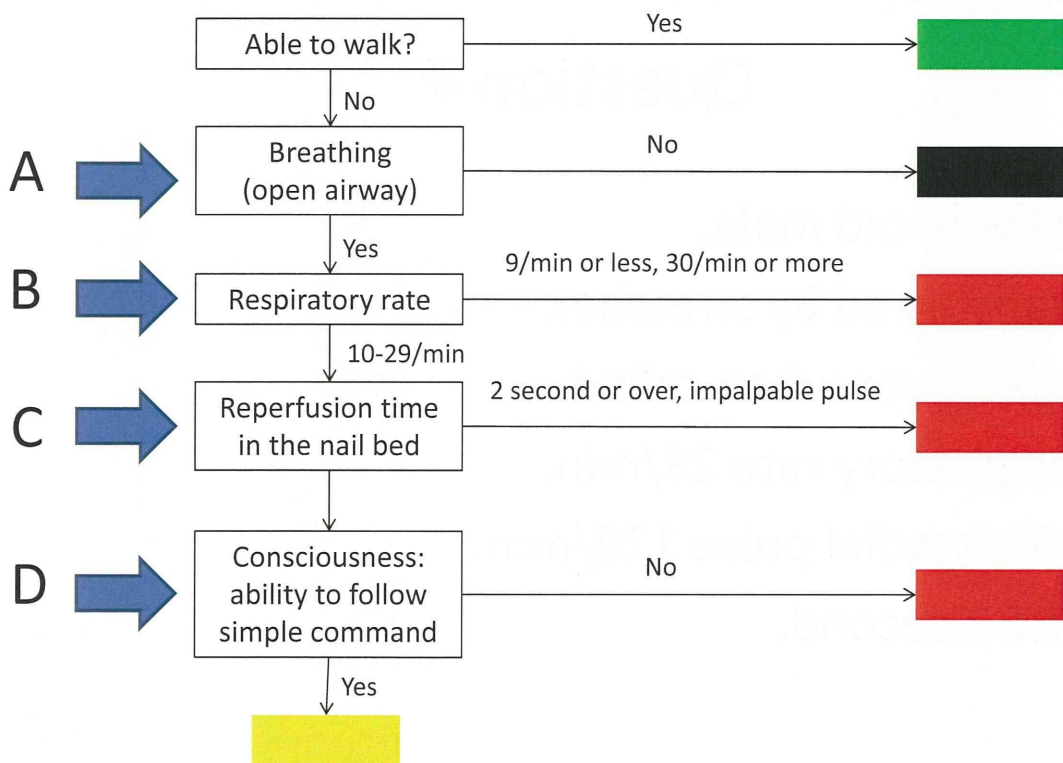 Able to walk?
Yes
No
A
Breathing
(open airway)
No
Yes
B
Respiratory rate
9/min or less, 30/min or more
10-29/min
C
Reperfusion time
in the nail bed
2 second or over, impalpable pulse
D
Consciousness:
ability to follow
simple command
No
Yes